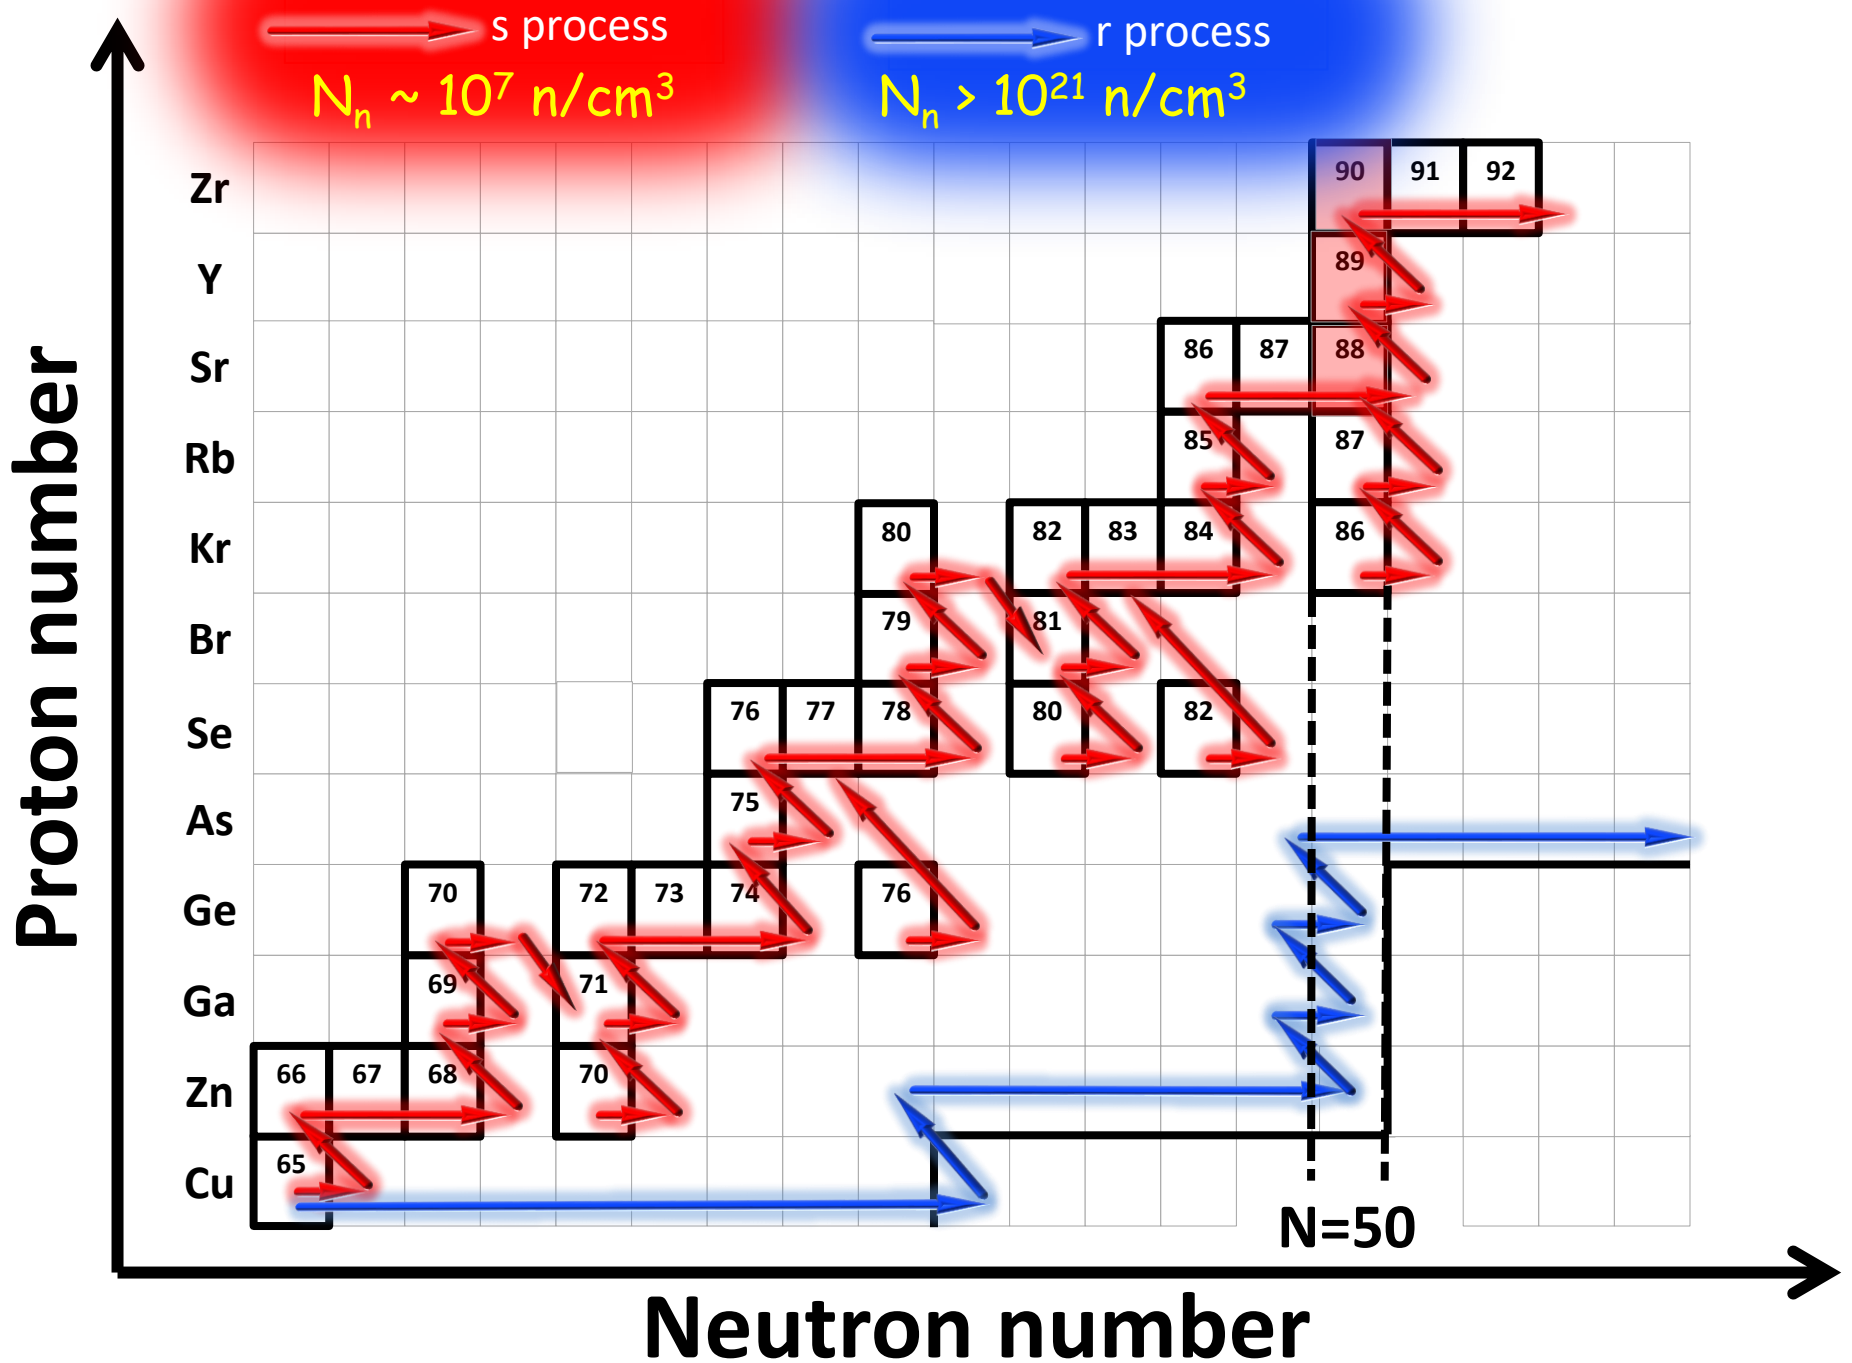 s process
r process
Nₙ ~ 10⁷ n/cm³
Nₙ > 10²¹ n/cm³
Proton number
Zr 90 91 92
Y 89
Sr 86 87 88
Rb 85 87
Kr 80 82 83 84 86
Br 79 81
Se 76 77 78 80 82
As 75
Ge 70 72 73 74 76
Ga 69 71
Zn 66 67 68 70
Cu 65
N=50
Neutron number